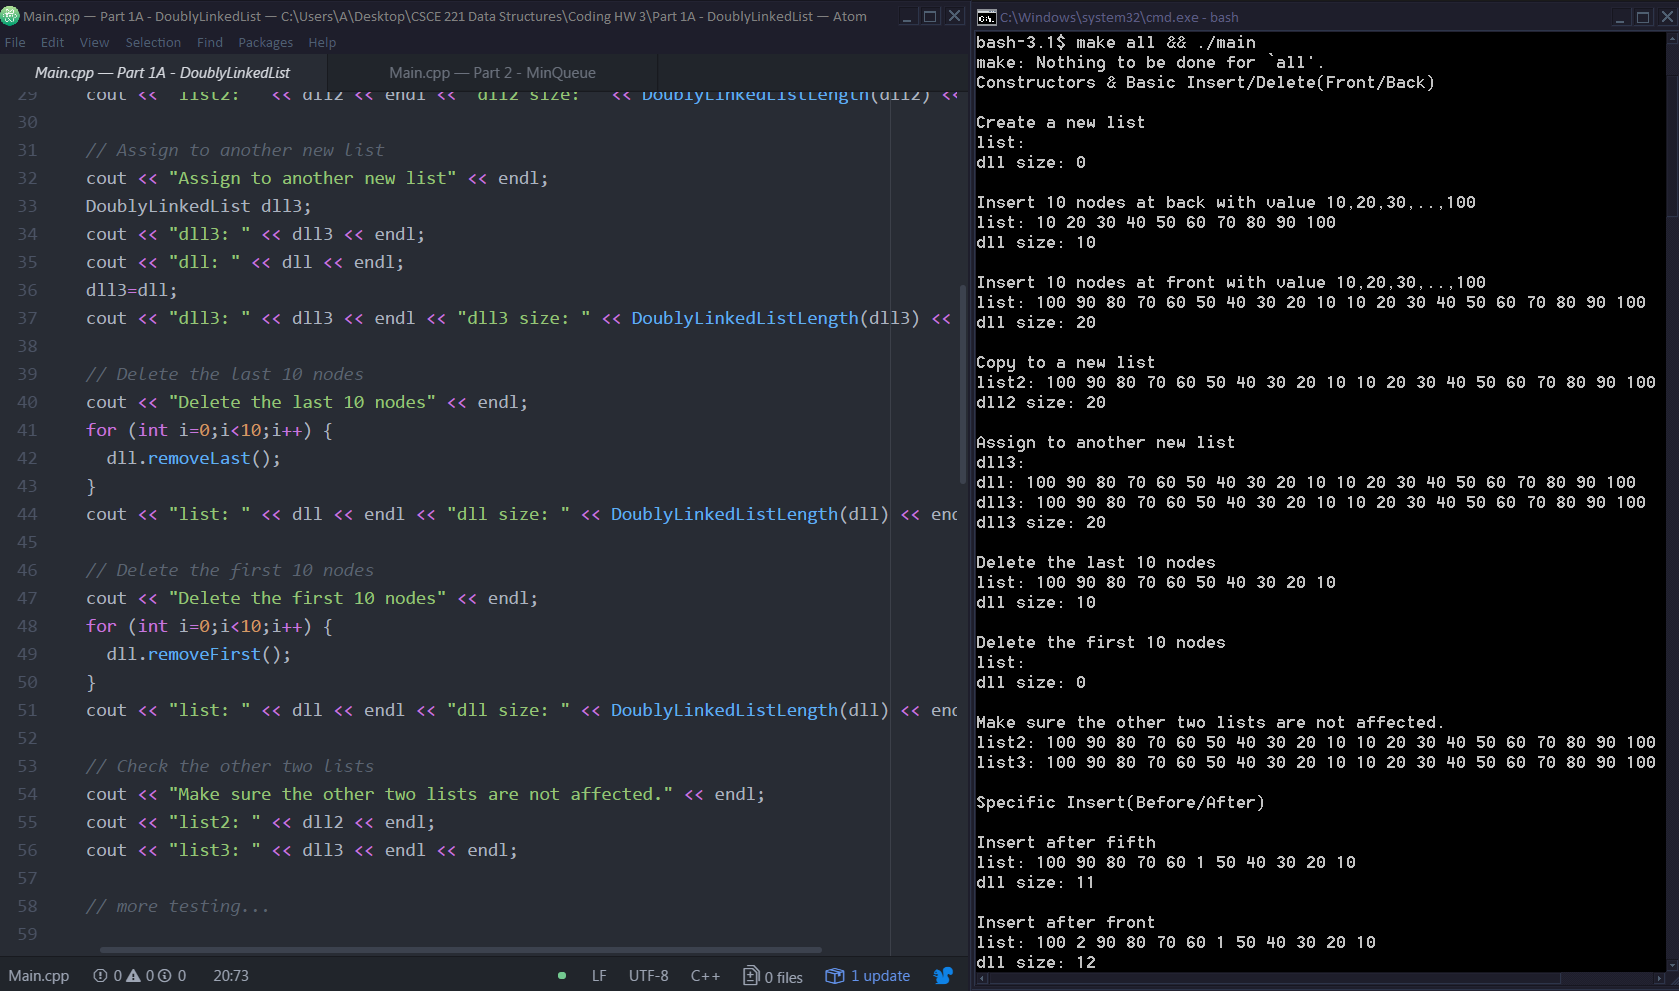 Main.cpp — Part 1A - DoublyLinkedList — C:\Users\A\Desktop\CSCE 221 Data Structures\Coding HW 3\Part 1A - DoublyLinkedList — Atom
File Edit View Selection Find Packages Help
Main.cpp — Part 1A - DoublyLinkedList
Main.cpp — Part 2 - MinQueue
29 cout << "list2: " << dll2 << endl << "dll2 size: " << DoublyLinkedListLength(dll2) <<
30
31 // Assign to another new list
32 cout << "Assign to another new list" << endl;
33 DoublyLinkedList dll3;
34 cout << "dll3: " << dll3 << endl;
35 cout << "dll: " << dll << endl;
36 dll3=dll;
37 cout << "dll3: " << dll3 << endl << "dll3 size: " << DoublyLinkedListLength(dll3) <<
38
39 // Delete the last 10 nodes
40 cout << "Delete the last 10 nodes" << endl;
41 for (int i=0;i<10;i++) {
42 dll.removeLast();
43 }
44 cout << "list: " << dll << endl << "dll size: " << DoublyLinkedListLength(dll) << enc
45
46 // Delete the first 10 nodes
47 cout << "Delete the first 10 nodes" << endl;
48 for (int i=0;i<10;i++) {
49 dll.removeFirst();
50 }
51 cout << "list: " << dll << endl << "dll size: " << DoublyLinkedListLength(dll) << enc
52
53 // Check the other two lists
54 cout << "Make sure the other two lists are not affected." << endl;
55 cout << "list2: " << dll2 << endl;
56 cout << "list3: " << dll3 << endl << endl;
57
58 // more testing...
59
Main.cpp 0 0 0 20:73 LF UTF-8 C++ 0 files 1 update
C:\Windows\system32\cmd.exe - bash
bash-3.1$ make all && ./main
make: Nothing to be done for `all'.
Constructors & Basic Insert/Delete(Front/Back)
Create a new list
list:
dll size: 0
Insert 10 nodes at back with value 10,20,30,..,100
list: 10 20 30 40 50 60 70 80 90 100
dll size: 10
Insert 10 nodes at front with value 10,20,30,..,100
list: 100 90 80 70 60 50 40 30 20 10 10 20 30 40 50 60 70 80 90 100
dll size: 20
Copy to a new list
list2: 100 90 80 70 60 50 40 30 20 10 10 20 30 40 50 60 70 80 90 100
dll2 size: 20
Assign to another new list
dll3:
dll: 100 90 80 70 60 50 40 30 20 10 10 20 30 40 50 60 70 80 90 100
dll3: 100 90 80 70 60 50 40 30 20 10 10 20 30 40 50 60 70 80 90 100
dll3 size: 20
Delete the last 10 nodes
list: 100 90 80 70 60 50 40 30 20 10
dll size: 10
Delete the first 10 nodes
list:
dll size: 0
Make sure the other two lists are not affected.
list2: 100 90 80 70 60 50 40 30 20 10 10 20 30 40 50 60 70 80 90 100
list3: 100 90 80 70 60 50 40 30 20 10 10 20 30 40 50 60 70 80 90 100
Specific Insert(Before/After)
Insert after fifth
list: 100 90 80 70 60 1 50 40 30 20 10
dll size: 11
Insert after front
list: 100 2 90 80 70 60 1 50 40 30 20 10
dll size: 12